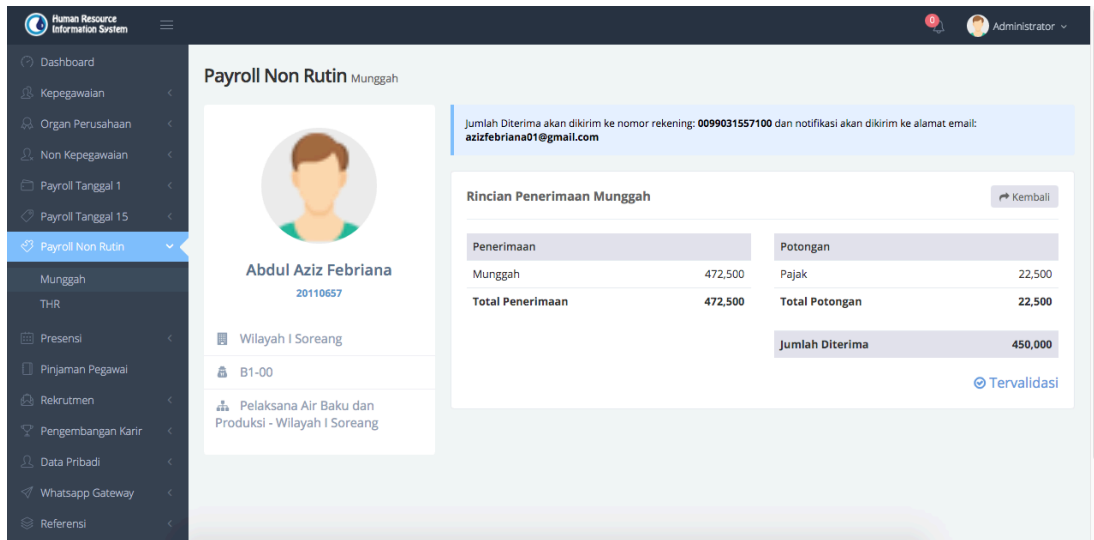 Human Resource
Information System
0
Administrator
Dashboard
Kepegawaian
Organ Perusahaan
Non Kepegawaian
Payroll Tanggal 1
Payroll Tanggal 15
Payroll Non Rutin
Munggah
THR
Presensi
Pinjaman Pegawai
Rekrutmen
Pengembangan Karir
Data Pribadi
Whatsapp Gateway
Referensi
Payroll Non Rutin Munggah
Abdul Aziz Febriana
20110657
Wilayah I Soreang
B1-00
Pelaksana Air Baku dan
Produksi - Wilayah I Soreang
Jumlah Diterima akan dikirim ke nomor rekening: 0099031557100 dan notifikasi akan dikirim ke alamat email:
azizfebriana01@gmail.com
Rincian Penerimaan Munggah
Kembali
Penerimaan
Munggah 472,500
Total Penerimaan 472,500
Potongan
Pajak 22,500
Total Potongan 22,500
Jumlah Diterima 450,000
Tervalidasi